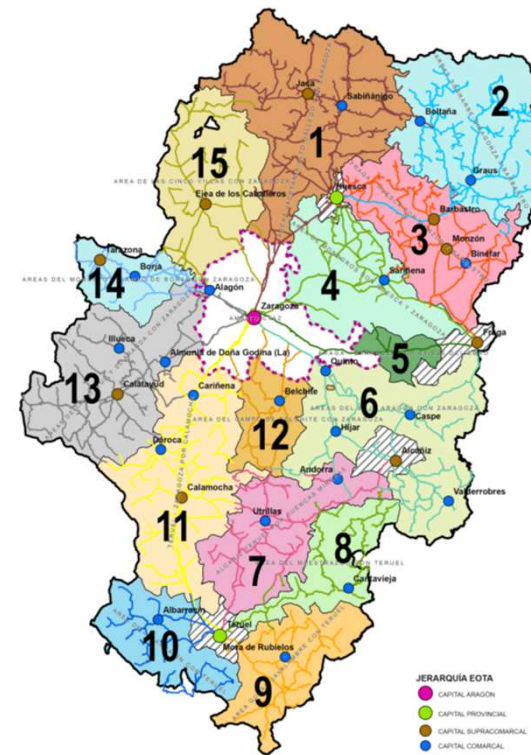 Jaca
Sabiñánigo
1
Boltaña
2
Graus
15
Ejea de los Caballeros
Huesca
Barbastro
3
Monzón
Binéfar
Tarazona
Borja
14
Alagón
4
Sariñena
Zaragoza
Fraga
5
Illueca
Almunia de Doña Godina (La)
Quinto
13
Calatayud
Cariñena
Belchite
6
Caspe
12
Híjar
Daroca
Alcañiz
Andorra
Calamocha
11
Utrillas
Valderrobres
7
8
Cantavieja
Albarracín
10
Teruel
Mora de Rubielos
9
JERARQUÍA EOTA
CAPITAL ARAGÓN
CAPITAL PROVINCIAL
CAPITAL SUPRACOMARCAL
CAPITAL COMARCAL